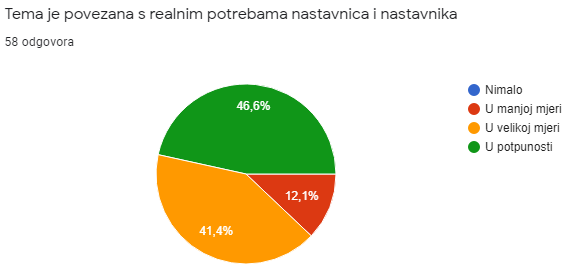 Tema je povezana s realnim potrebama nastavnica i nastavnika
58 odgovora
46,6%
12,1%
41,4%
Nimalo
U manjoj mjeri
U velikoj mjeri
U potpunosti